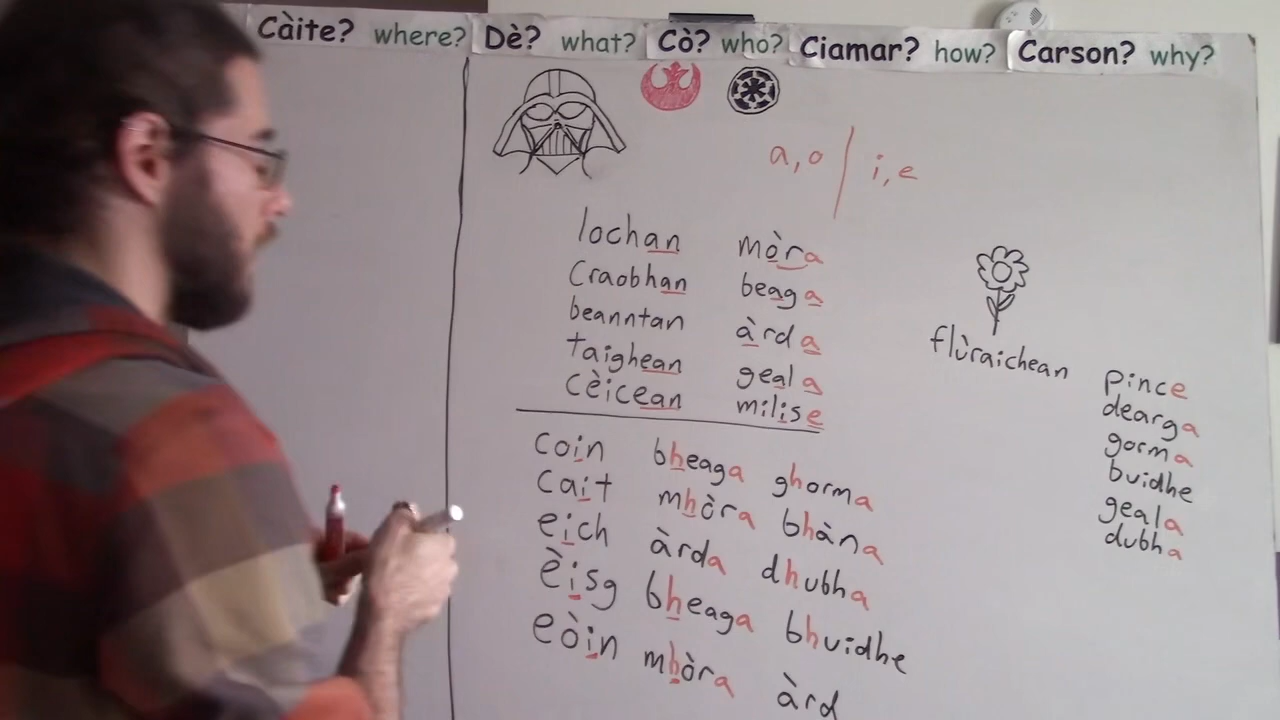 Càite? where? Dè? what? Cò? who? Ciamar? how? Carson? why?
a, o | i, e
lochan mòra
Craobhan beaga
beanntan àrda
taighean geala
Cèicean milise
flùraichean
pince
dearga
gorma
buidhe
geala
dubha
Coin bheaga ghorma
Cait mhòra bhàna
eich àrda dhubha
èisg bheaga bhuidhe
eòin mhòra àrd